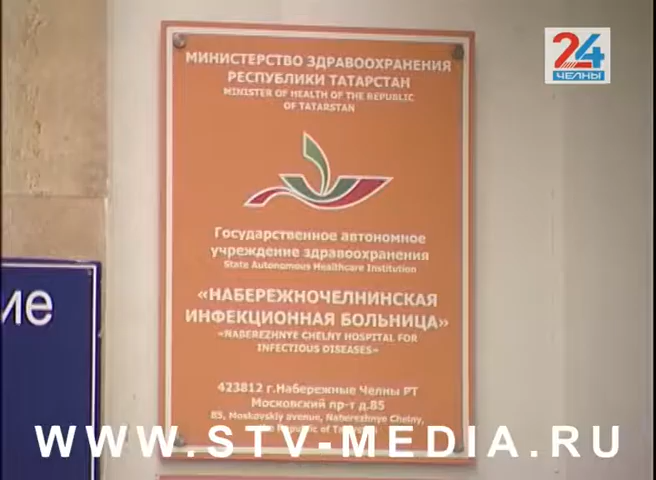 24
ЧЕЛНЫ
МИНИСТЕРСТВО ЗДРАВООХРАНЕНИЯ
РЕСПУБЛИКИ ТАТАРСТАН
MINISTER OF HEALTH OF THE REPUBLIC
OF TATARSTAN
Государственное автономное
учреждение здравоохранения
State Autonomous Healthcare Institution
«НАБЕРЕЖНОЧЕЛНИНСКАЯ
ИНФЕКЦИОННАЯ БОЛЬНИЦА»
«NABEREZHNYE CHELNY HOSPITAL FOR
INFECTIOUS DISEASES»
423812 г.Набережные Челны РТ
Московский пр-т д.85
85, Moskovskiy avenue, Naberezhnye Chelny,
ие
WWW.STV-MEDIA.RU